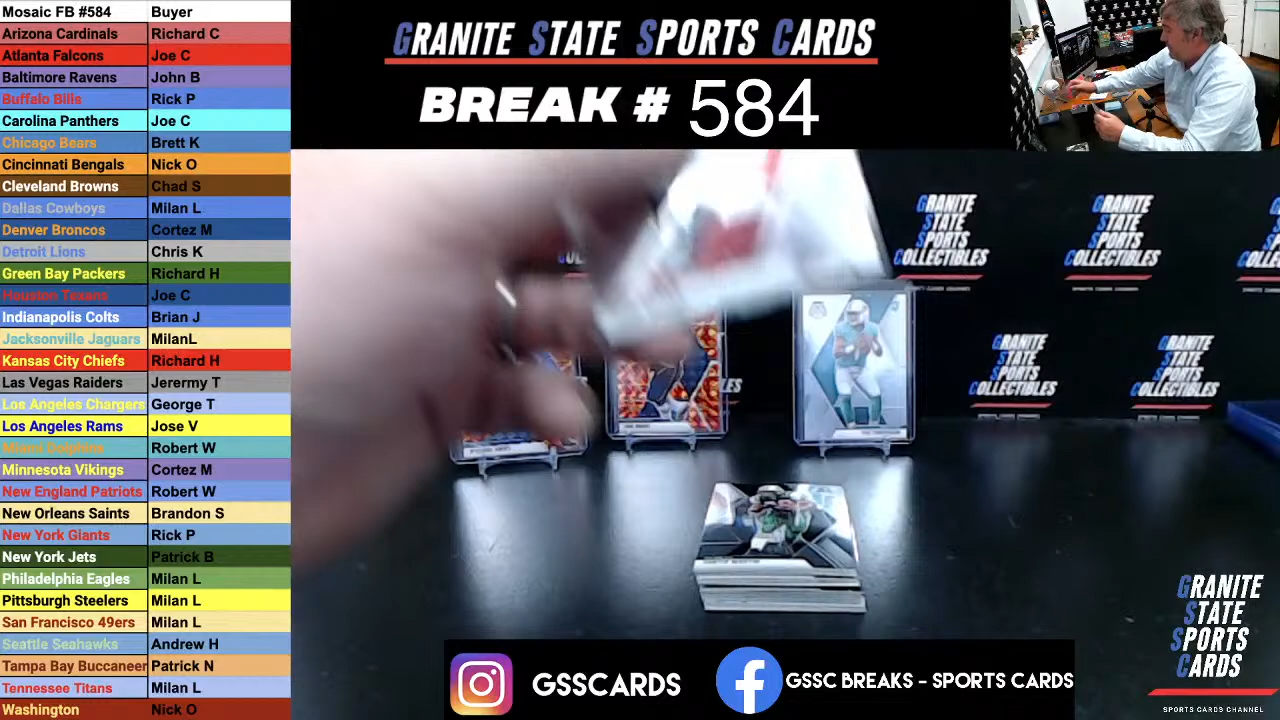 Mosaic FB #584 Buyer
Arizona Cardinals Richard C
Atlanta Falcons Joe C
Baltimore Ravens John B
Buffalo Bills Rick P
Carolina Panthers Joe C
Chicago Bears Brett K
Cincinnati Bengals Nick O
Cleveland Browns Chad S
Dallas Cowboys Milan L
Denver Broncos Cortez M
Detroit Lions Chris K
Green Bay Packers Richard H
Houston Texans Joe C
Indianapolis Colts Brian J
Jacksonville Jaguars MilanL
Kansas City Chiefs Richard H
Las Vegas Raiders Jerermy T
Los Angeles Chargers George T
Los Angeles Rams Jose V
Miami Dolphins Robert W
Minnesota Vikings Cortez M
New England Patriots Robert W
New Orleans Saints Brandon S
New York Giants Rick P
New York Jets Patrick B
Philadelphia Eagles Milan L
Pittsburgh Steelers Milan L
San Francisco 49ers Milan L
Seattle Seahawks Andrew H
Tampa Bay Buccaneer Patrick N
Tennessee Titans Milan L
Washington Nick O
GRANITE STATE SPORTS CARDS
BREAK # 584
GRANITE
STATE
SPORTS
COLLECTIBLES
GRANITE
STATE
SPORTS
COLLECTIBLES
GRANITE
STATE
SPORTS
COLLECTIBLES
GRANITE
STATE
SPORTS
COLLECTIBLES
GSSCARDS
GSSC BREAKS - SPORTS CARDS
GRANITE
STATE
SPORTS
CARDS
SPORTS CARDS CHANNEL